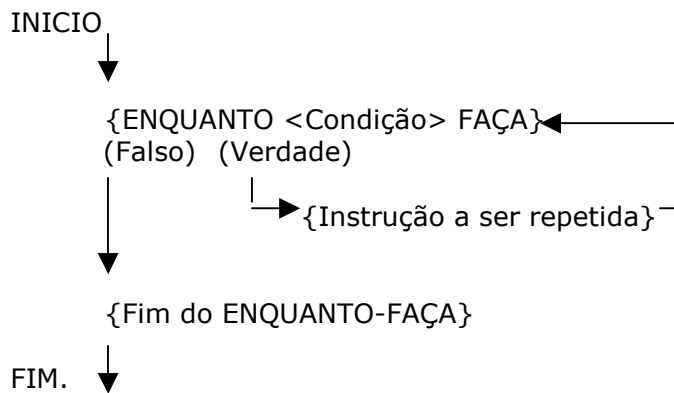 INICIO
{ENQUANTO <Condição> FAÇA}
(Falso) (Verdade)
{Instrução a ser repetida}
{Fim do ENQUANTO-FAÇA}
FIM.